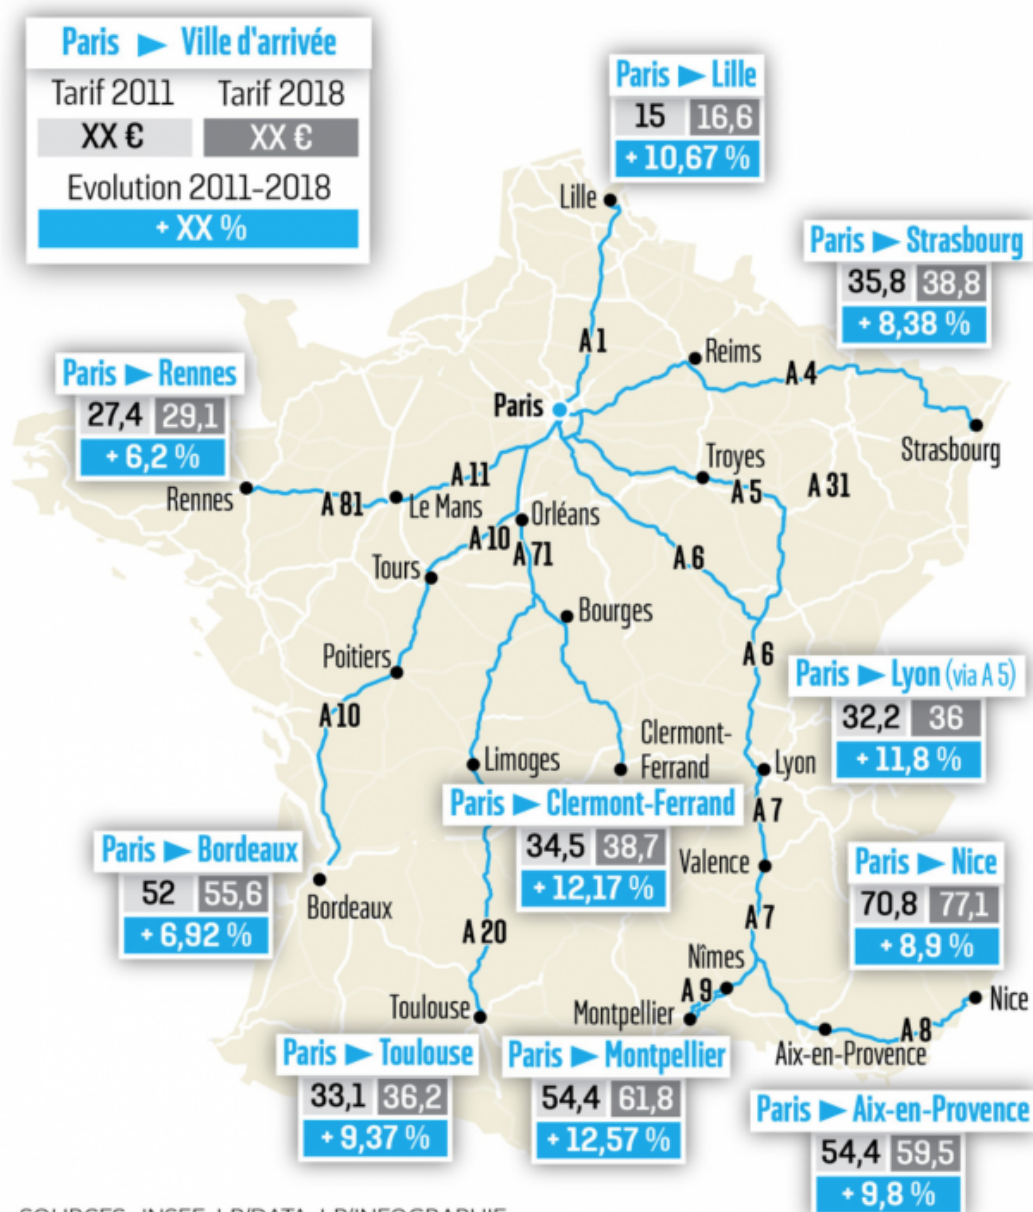 Paris ► Ville d'arrivée
Tarif 2011 Tarif 2018
XX € XX €
Evolution 2011-2018
+ XX %
Paris ► Lille
15 16,6
+ 10,67 %
Lille
Paris ► Strasbourg
35,8 38,8
+ 8,38 %
A 1
Reims
A 4
Paris ► Rennes
27,4 29,1
+ 6,2 %
Paris
Strasbourg
Rennes
A 81
Le Mans
A 11
Troyes
A 5
A 31
Orléans
A 10
A 71
A 6
Tours
Bourges
Poitiers
A 6
A 10
Paris ► Lyon (via A 5)
32,2 36
+ 11,8 %
Limoges
Clermont-
Ferrand
Lyon
Paris ► Clermont-Ferrand
34,5 38,7
+ 12,17 %
A 7
Valence
Paris ► Bordeaux
52 55,6
+ 6,92 %
Bordeaux
Paris ► Nice
70,8 77,1
+ 8,9 %
A 20
A 7
Nîmes
A 9
Toulouse
Montpellier
Nice
A 8
Aix-en-Provence
Paris ► Toulouse
33,1 36,2
+ 9,37 %
Paris ► Montpellier
54,4 61,8
+ 12,57 %
Paris ► Aix-en-Provence
54,4 59,5
+ 9,8 %
SOURCES INSEE, LP/DATA. LP/INFOGRAPHIE